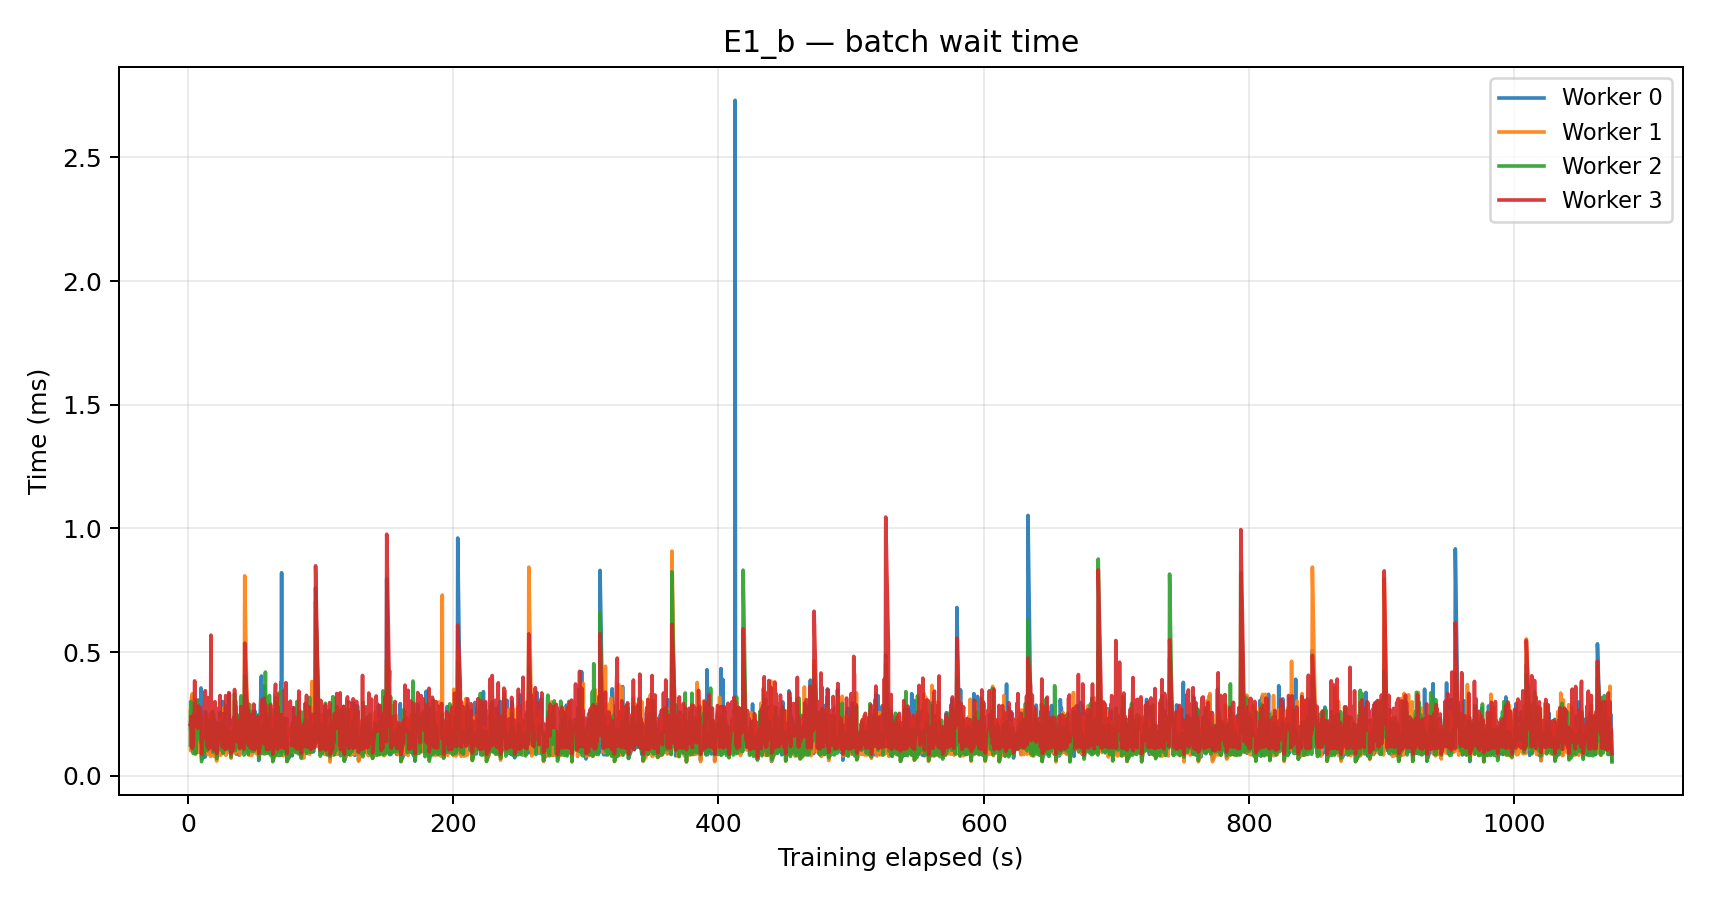 E1_b — batch wait time
Time (ms)
2.5
2.0
1.5
1.0
0.5
0.0
0
200
400
600
800
1000
Training elapsed (s)
Worker 0
Worker 1
Worker 2
Worker 3